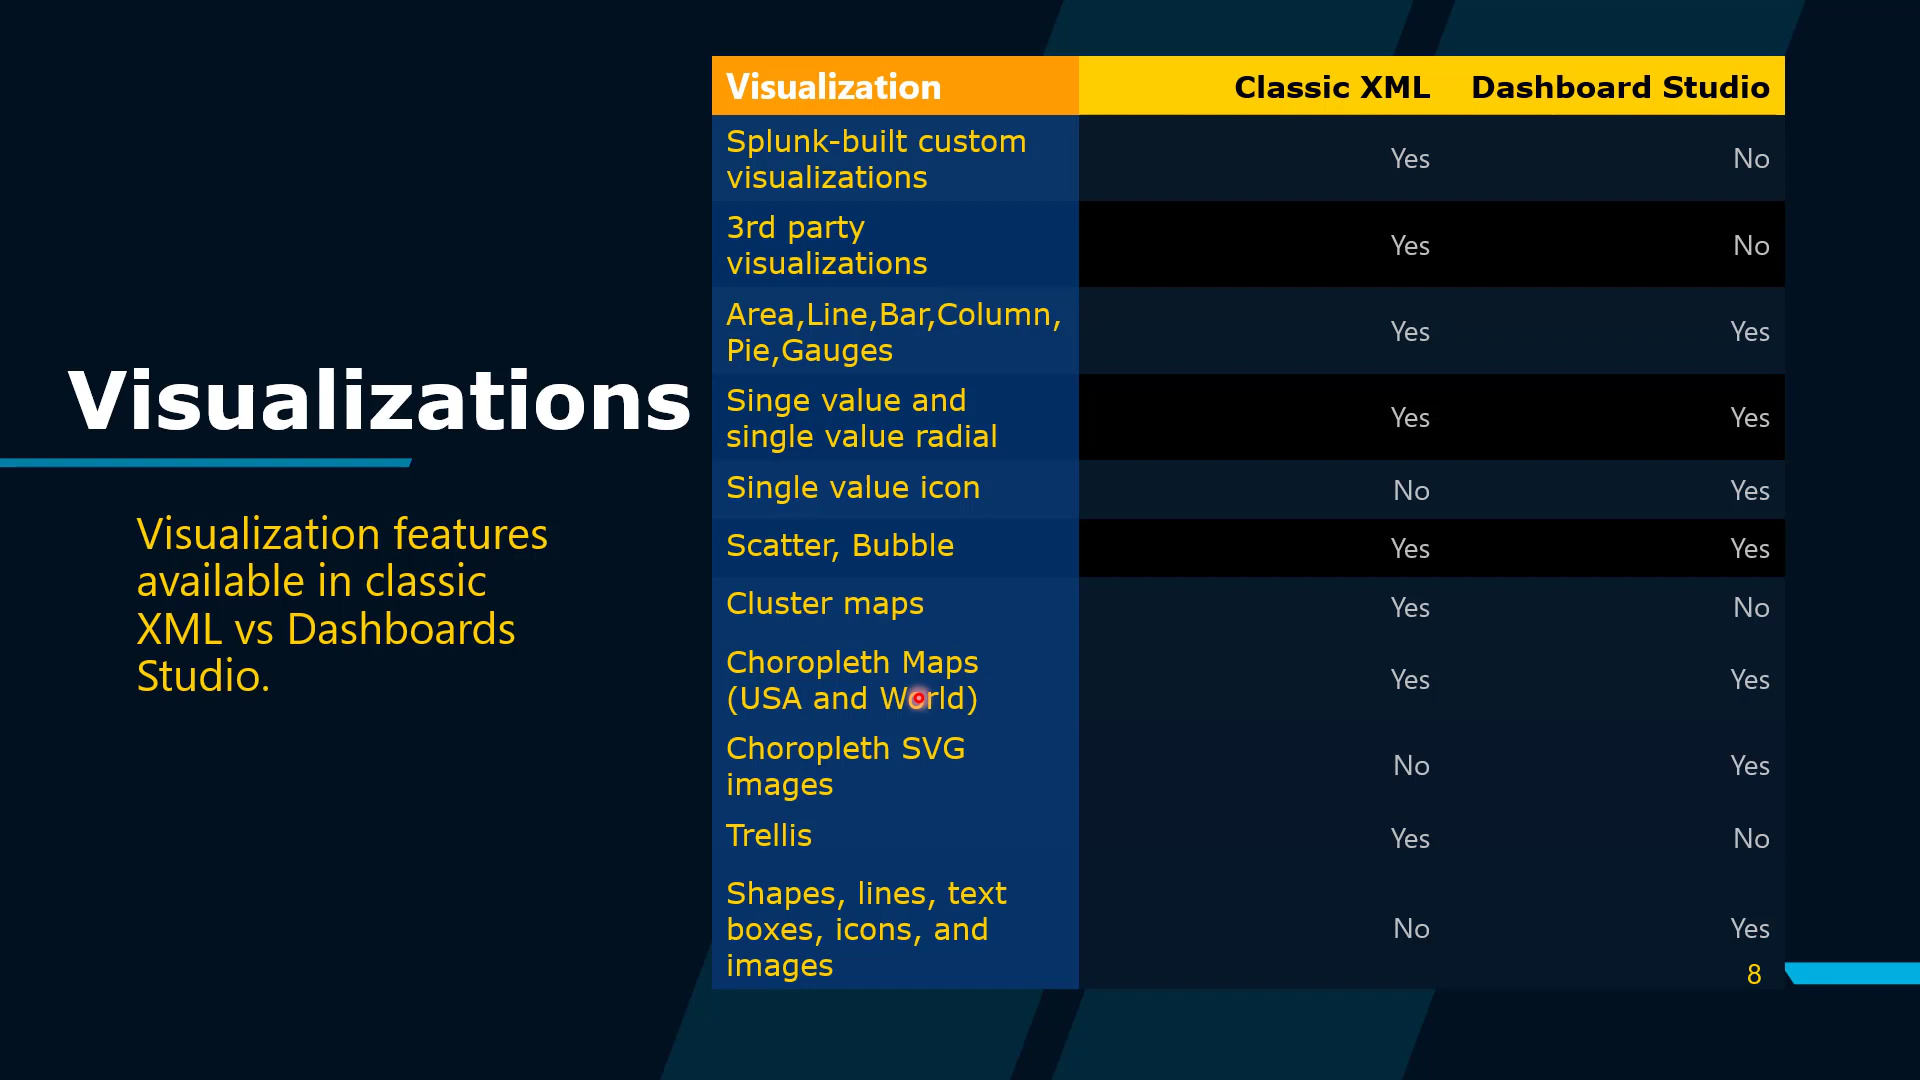 Visualizations
Visualization features
available in classic
XML vs Dashboards
Studio.
Visualization Classic XML Dashboard Studio
Splunk-built custom
visualizations Yes No
3rd party
visualizations Yes No
Area,Line,Bar,Column,
Pie,Gauges Yes Yes
Singe value and
single value radial Yes Yes
Single value icon No Yes
Scatter, Bubble Yes Yes
Cluster maps Yes No
Choropleth Maps
(USA and World) Yes Yes
Choropleth SVG
images No Yes
Trellis Yes No
Shapes, lines, text
boxes, icons, and
images No Yes
8